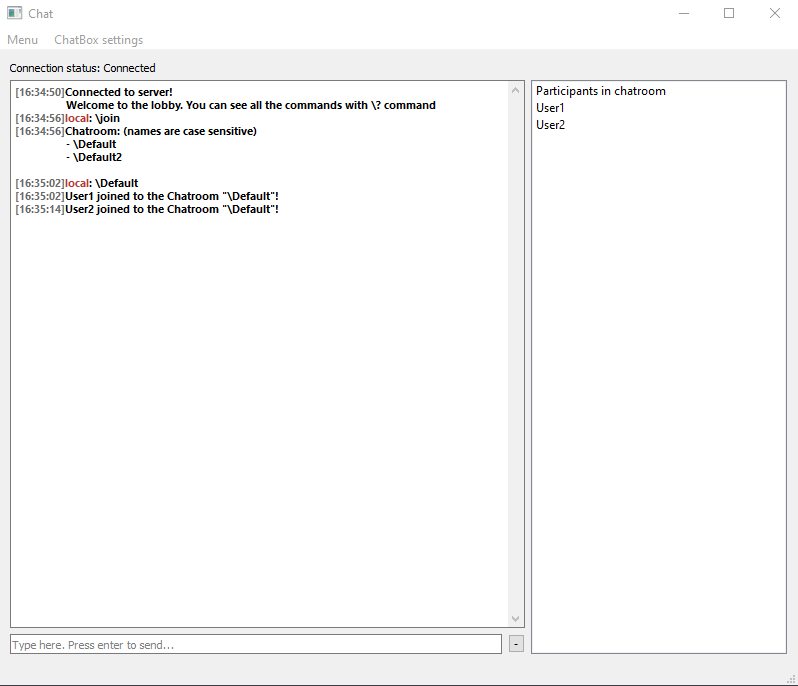 Chat
Menu ChatBox settings
Connection status: Connected
[16:34:50]Connected to server!
Welcome to the lobby. You can see all the commands with \? command
[16:34:56]local: \join
[16:34:56]Chatroom: (names are case sensitive)
- \Default
- \Default2
[16:35:02]local: \Default
[16:35:02]User1 joined to the Chatroom "\Default"!
[16:35:14]User2 joined to the Chatroom "\Default"!
Type here. Press enter to send...
-
Participants in chatroom
User1
User2